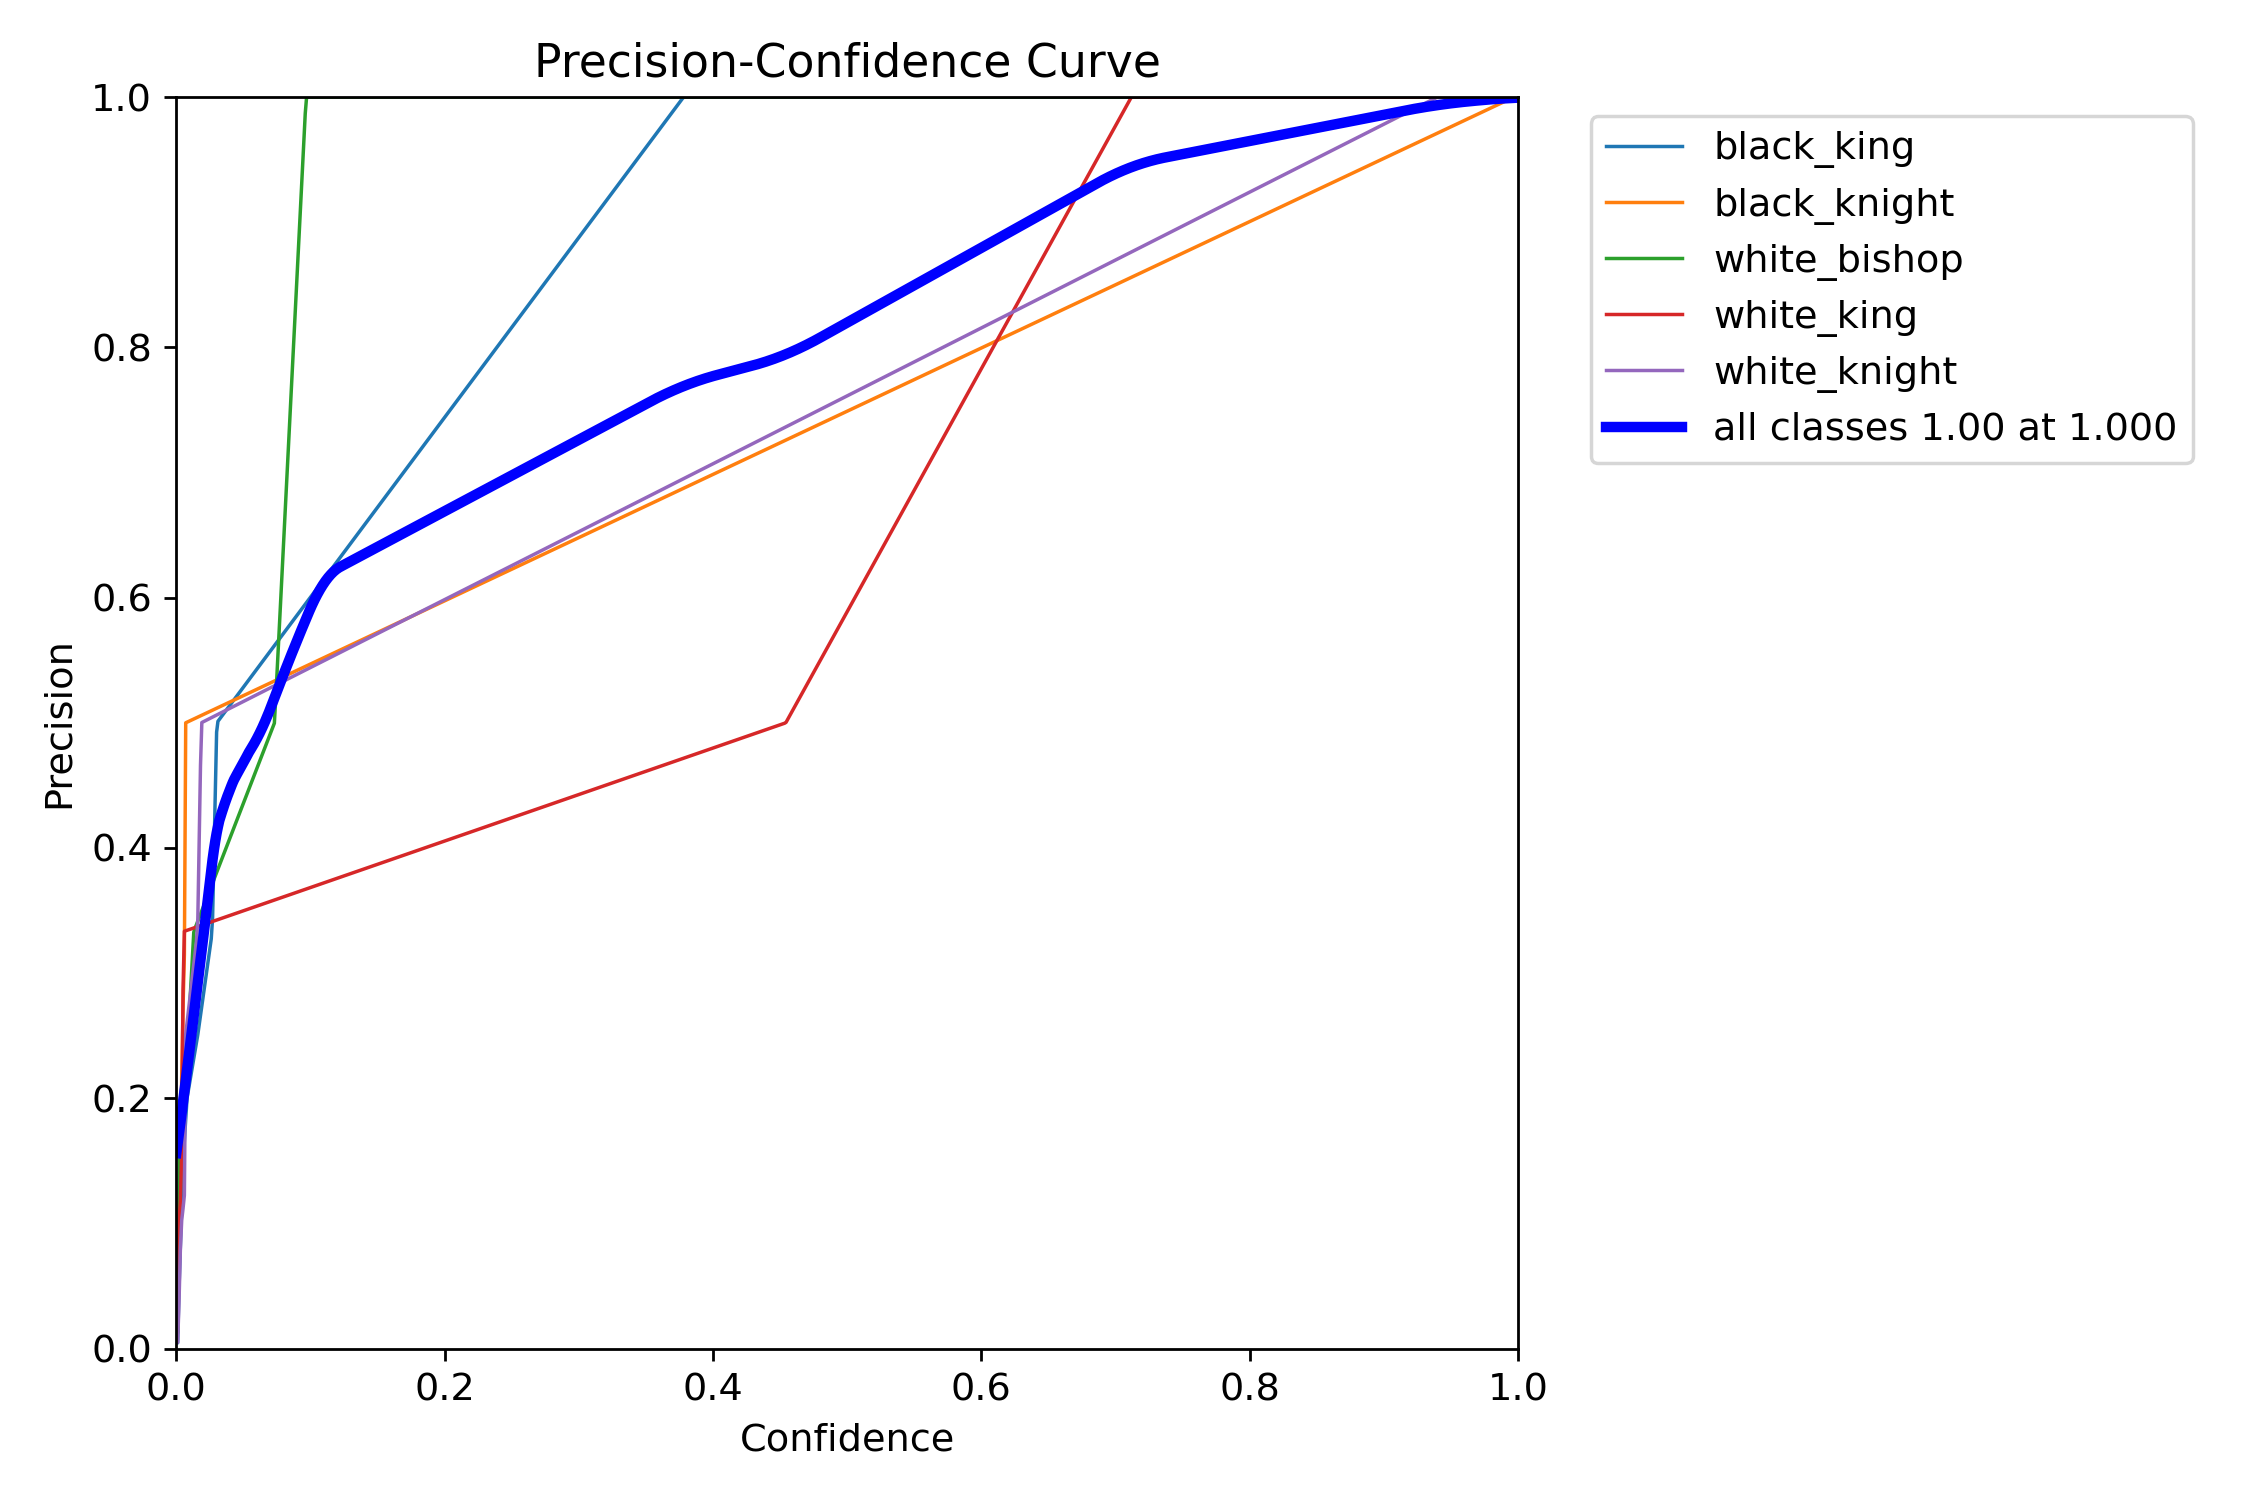 Precision-Confidence Curve
1.0
0.8
0.6
0.4
0.2
0.0
Precision
0.0 0.2 0.4 0.6 0.8 1.0
Confidence
black_king
black_knight
white_bishop
white_king
white_knight
all classes 1.00 at 1.000